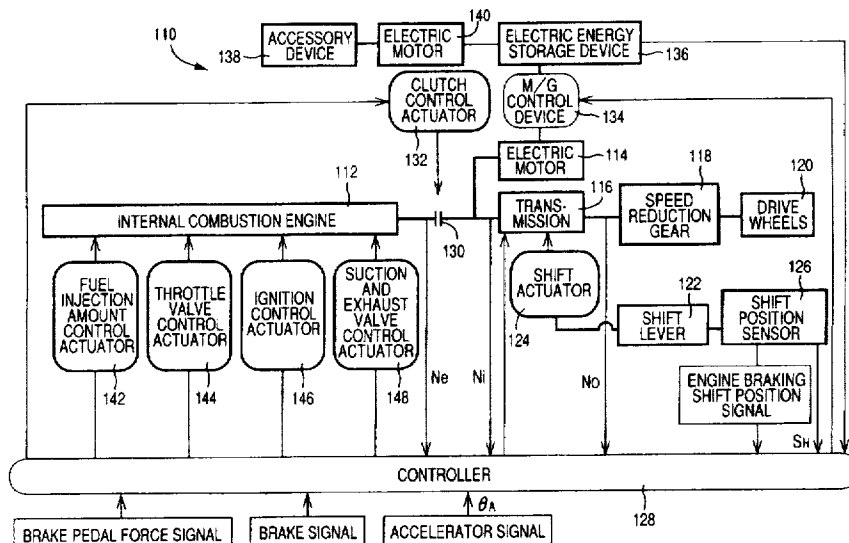 110
ACCESSORY
DEVICE
138
ELECTRIC
MOTOR
140
ELECTRIC ENERGY
STORAGE DEVICE
136
CLUTCH
CONTROL
ACTUATOR
132
M/G
CONTROL
DEVICE
134
ELECTRIC
MOTOR
114
112
INTERNAL COMBUSTION ENGINE
130
116
TRANS-
MISSION
118
SPEED
REDUCTION
GEAR
120
DRIVE
WHEELS
FUEL
INJECTION
AMOUNT
CONTROL
ACTUATOR
142
THROTTLE
VALVE
CONTROL
ACTUATOR
144
IGNITION
CONTROL
ACTUATOR
146
SUCTION
AND
EXHAUST
VALVE
CONTROL
ACTUATOR
148
SHIFT
ACTUATOR
124
122
SHIFT
LEVER
126
SHIFT
POSITION
SENSOR
Ne
Ni
No
ENGINE BRAKING
SHIFT POSITION
SIGNAL
SH
CONTROLLER
128
θA
BRAKE PEDAL FORCE SIGNAL
BRAKE SIGNAL
ACCELERATOR SIGNAL